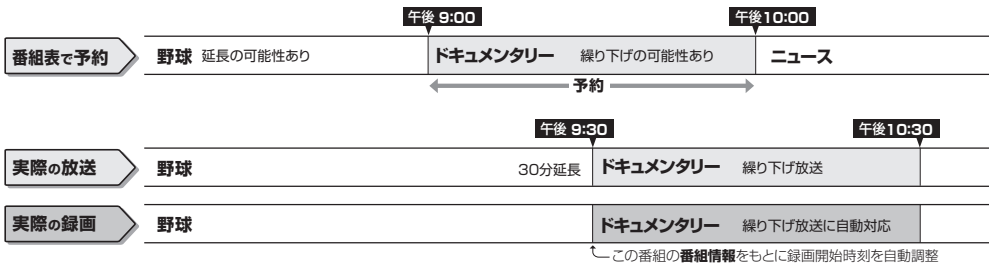 午後 9:00 午後10:00
番組表で予約 野球 延長の可能性あり ドキュメンタリー 繰り下げの可能性あり ニュース
予約
午後 9:30 午後10:30
実際の放送 野球 30分延長 ドキュメンタリー 繰り下げ放送
実際の録画 野球 ドキュメンタリー 繰り下げ放送に自動対応
この番組の番組情報をもとに録画開始時刻を自動調整